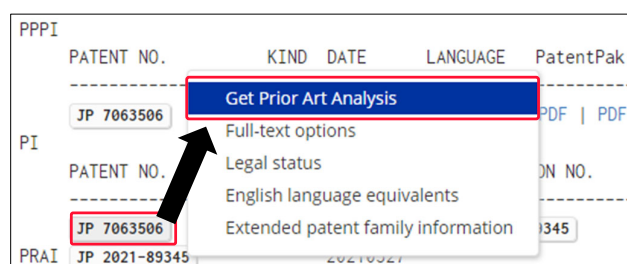 PPPI
PATENT NO. KIND DATE LANGUAGE PatentPak
Get Prior Art Analysis
JP 7063506 PDF | PDF
Full-text options
PI
Legal status
PATENT NO. ON NO.
English language equivalents
JP 7063506 Extended patent family information 9345
PRAI JP 2021-89345 20210527